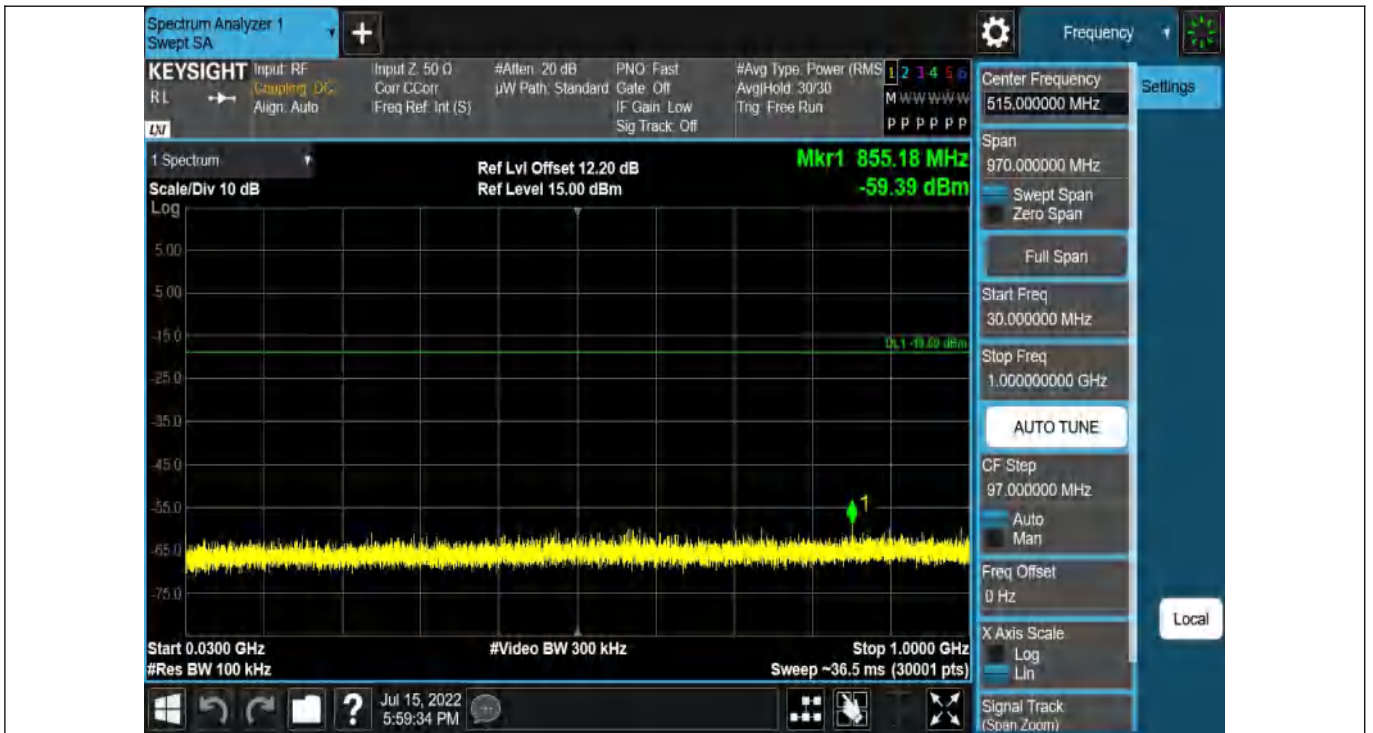 Spectrum Analyzer 1
Swept SA
+
Frequency
KEYSIGHT
RL
LXI
Input: RF
Coupling: DC
Align: Auto
Input Z: 50 Ω
Corr CCorr
Freq Ref: Int (S)
#Atten: 20 dB
µW Path: Standard
PNO: Fast
Gate: Off
IF Gain: Low
Sig Track: Off
#Avg Type: Power (RMS
Avg|Hold: 30/30
Trig: Free Run
1 2 3 4 5 6
M W W W W W
P P P P P P
1 Spectrum
Scale/Div 10 dB
Log
Ref Lvl Offset 12.20 dB
Ref Level 15.00 dBm
Mkr1 855.18 MHz
-59.39 dBm
5.00
-5.00
-15.0
-25.0
-35.0
-45.0
-55.0
-65.0
-75.0
1
Start 0.0300 GHz
#Res BW 100 kHz
#Video BW 300 kHz
Stop 1.0000 GHz
Sweep ~36.5 ms (30001 pts)
Center Frequency
515.000000 MHz
Span
970.000000 MHz
Swept Span
Zero Span
Full Span
Start Freq
30.000000 MHz
Stop Freq
1.000000000 GHz
AUTO TUNE
CF Step
97.000000 MHz
Auto
Man
Freq Offset
0 Hz
X Axis Scale
Log
Lin
Signal Track
(Span Zoom)
Settings
Local
?
Jul 15, 2022
5:59:34 PM